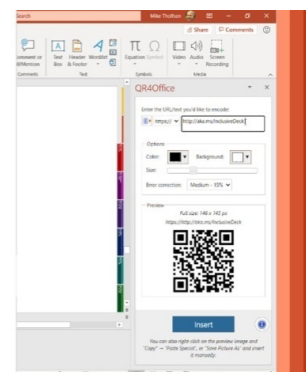 Search
Mike Tholfsen
Share
Comments
Comment or @Mention
Text Box
Header & Footer
WordArt
Equation
Symbol
Video
Audio
Screen Recording
Comments
Text
Symbols
Media
QR4Office
Enter the URL/text you'd like to encode:
https://
http://aka.ms/InclusiveDeck
Options
Color:
Background:
Size:
Error correction:
Medium - 15%
Preview
Full size: 146 x 145 px
https://http://aka.ms/InclusiveDeck
Insert
You can also right click on the preview image and
"Copy" → "Paste Special", or "Save Picture As" and insert
it manually.